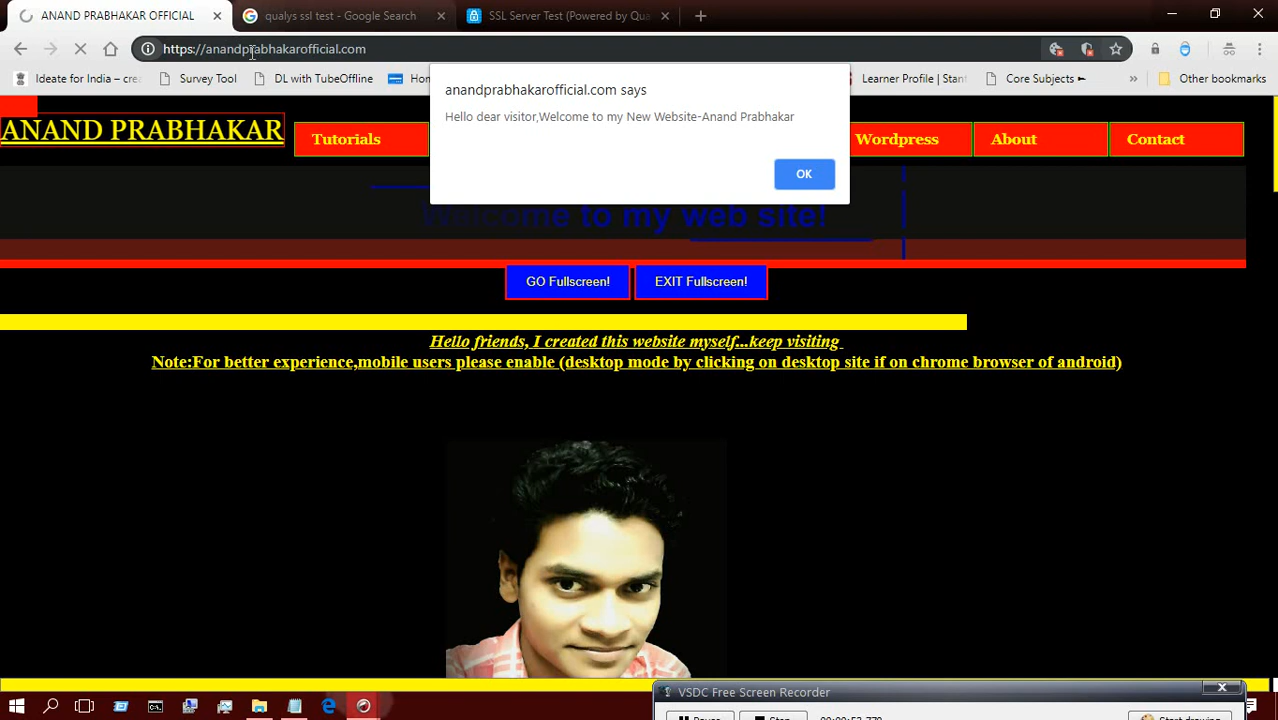 ANAND PRABHAKAR OFFICIAL
qualys ssl test - Google Search
SSL Server Test (Powered by Qua
https://anandprabhakarofficial.com
Ideate for India – cre
Survey Tool
DL with TubeOffline
Learner Profile | Stan
Core Subjects ►
Other bookmarks
anandprabhakarofficial.com says
Hello dear visitor,Welcome to my New Website-Anand Prabhakar
OK
ANAND PRABHAKAR
Tutorials
Wordpress
About
Contact
Welcome to my web site!
GO Fullscreen!
EXIT Fullscreen!
Hello friends, I created this website myself...keep visiting
Note:For better experience,mobile users please enable (desktop mode by clicking on desktop site if on chrome browser of android)
VSDC Free Screen Recorder